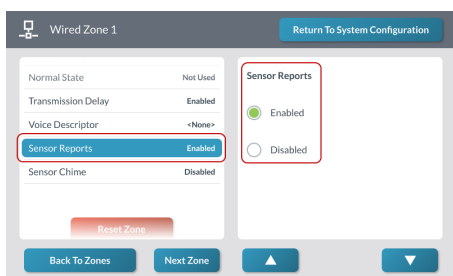 Wired Zone 1
Return To System Configuration
Normal State Not Used
Transmission Delay Enabled
Voice Descriptor <None>
Sensor Reports Enabled
Sensor Chime Disabled
Reset Zone
Sensor Reports
Enabled
Disabled
Back To Zones
Next Zone